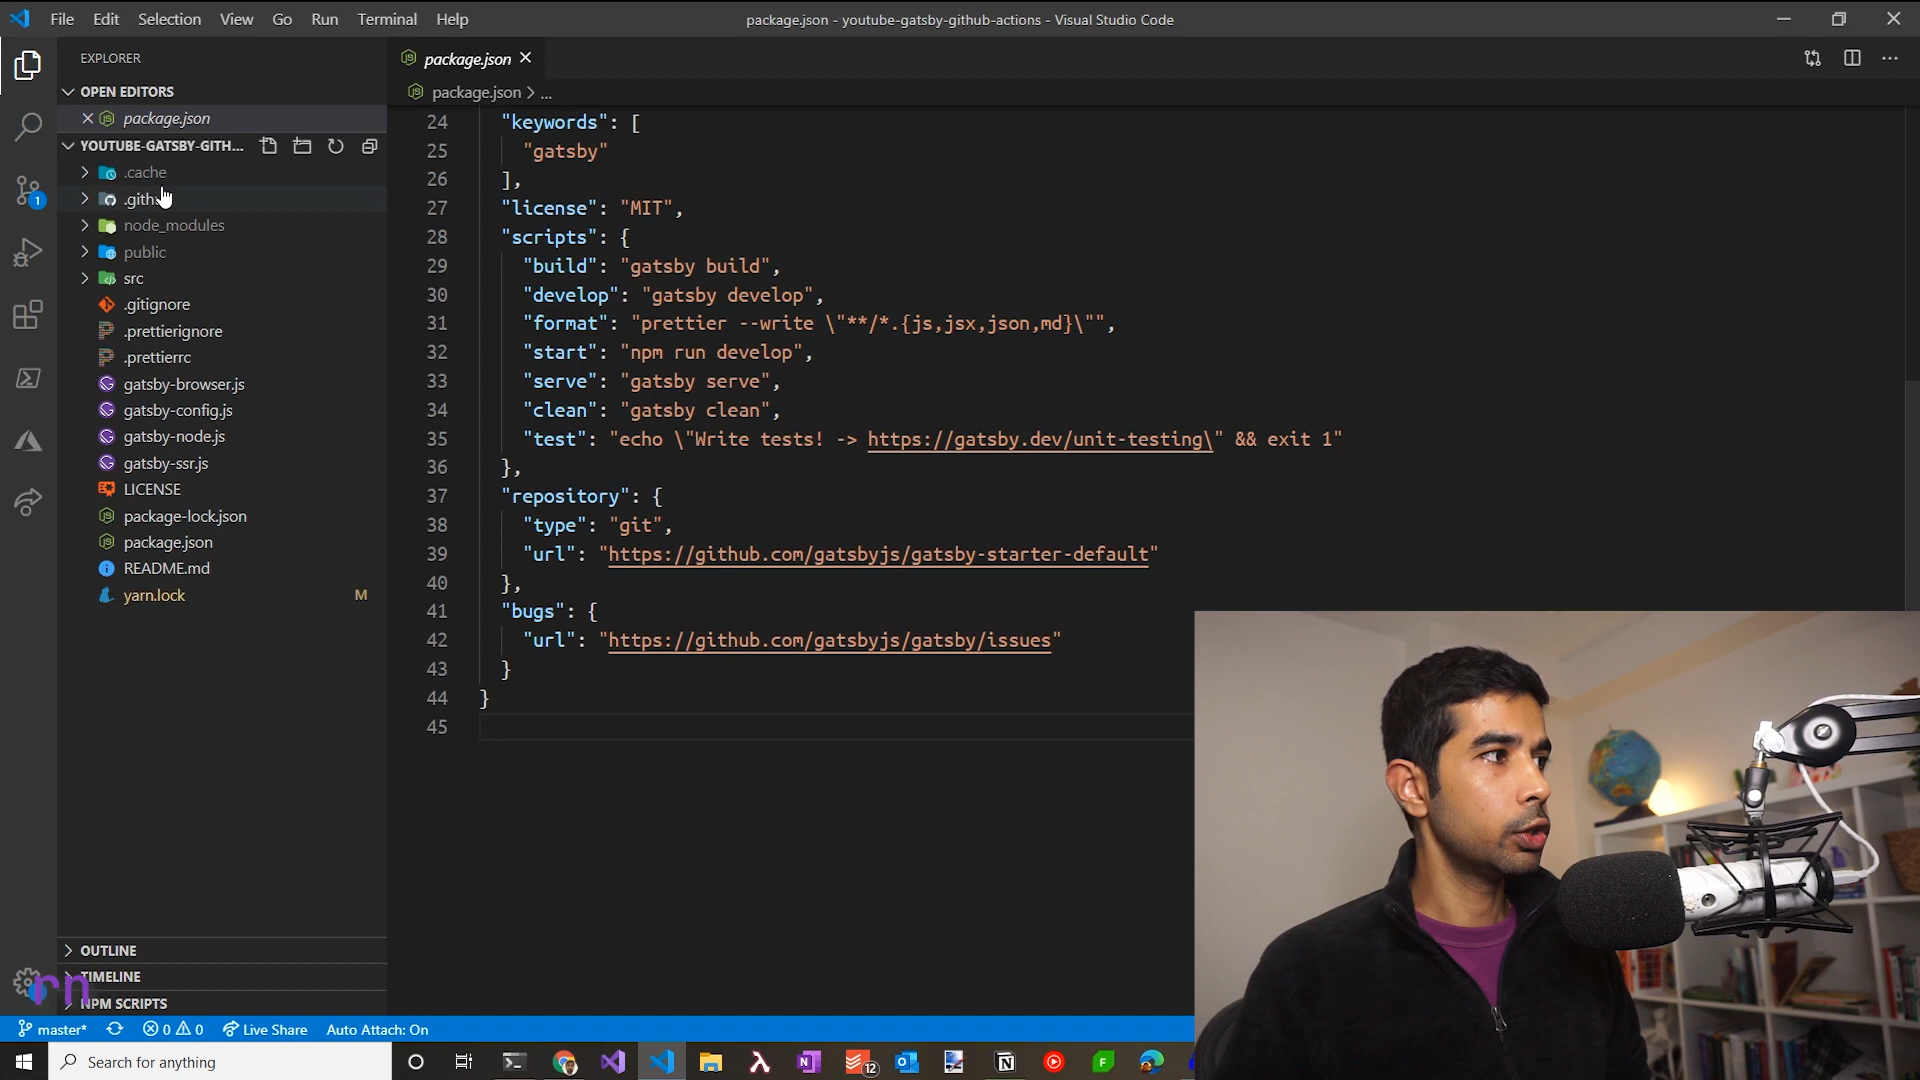 File Edit Selection View Go Run Terminal Help
package.json - youtube-gatsby-github-actions - Visual Studio Code
EXPLORER
OPEN EDITORS
package.json
YOUTUBE-GATSBY-GITH...
.cache
node_modules
public
src
.gitignore
.prettierignore
.prettierrc
gatsby-browser.js
gatsby-config.js
gatsby-node.js
gatsby-ssr.js
LICENSE
package-lock.json
package.json
README.md
yarn.lock M
OUTLINE
TIMELINE
NPM SCRIPTS
1
rn
package.json
package.json > ...
24 "keywords": [
25 "gatsby"
26 ],
27 "license": "MIT",
28 "scripts": {
29 "build": "gatsby build",
30 "develop": "gatsby develop",
31 "format": "prettier --write \"**/*.{js,jsx,json,md}\"",
32 "start": "npm run develop",
33 "serve": "gatsby serve",
34 "clean": "gatsby clean",
35 "test": "echo \"Write tests! -> https://gatsby.dev/unit-testing\" && exit 1"
36 },
37 "repository": {
38 "type": "git",
39 "url": "https://github.com/gatsbyjs/gatsby-starter-default"
40 },
41 "bugs": {
42 "url": "https://github.com/gatsbyjs/gatsby/issues"
43 }
44 }
45
master* 0 0 Live Share Auto Attach: On
Search for anything
12